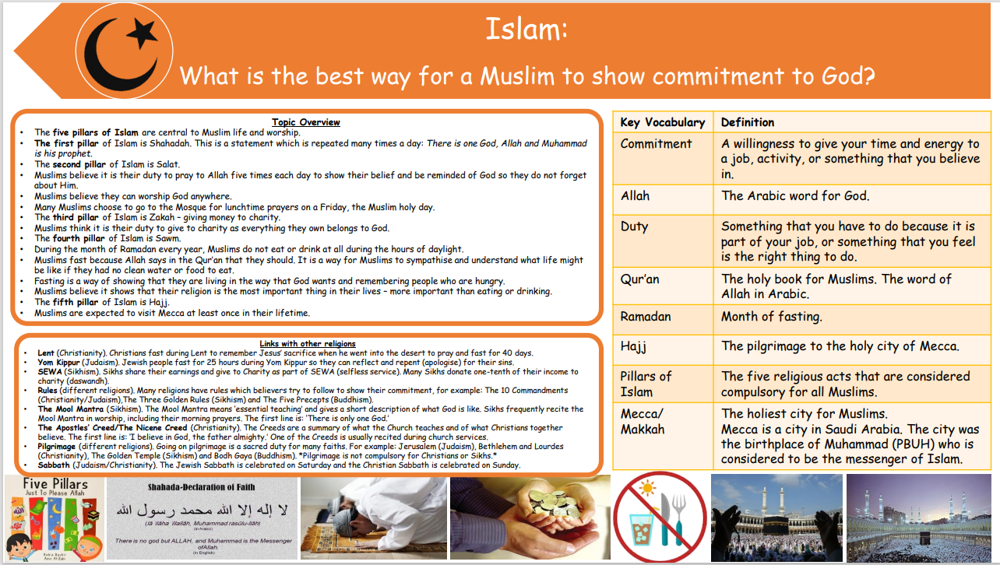 Islam:
What is the best way for a Muslim to show commitment to God?
Topic Overview
• The five pillars of Islam are central to Muslim life and worship.
• The first pillar of Islam is Shahadah. This is a statement which is repeated many times a day: There is one God, Allah and Muhammad
is his prophet.
• The second pillar of Islam is Salat.
• Muslims believe it is their duty to pray to Allah five times each day to show their belief and be reminded of God so they do not forget
about Him.
• Muslims believe they can worship God anywhere.
• Many Muslims choose to go to the Mosque for lunchtime prayers on a Friday, the Muslim holy day.
• The third pillar of Islam is Zakah – giving money to charity.
• Muslims think it is their duty to give to charity as everything they own belongs to God.
• The fourth pillar of Islam is Sawm.
• During the month of Ramadan every year, Muslims do not eat or drink at all during the hours of daylight.
• Muslims fast because Allah says in the Qur'an that they should. It is a way for Muslims to sympathise and understand what life might
be like if they had no clean water or food to eat.
• Fasting is a way of showing that they are living in the way that God wants and remembering people who are hungry.
• Muslims believe it shows that their religion is the most important thing in their lives – more important than eating or drinking.
• The fifth pillar of Islam is Hajj.
• Muslims are expected to visit Mecca at least once in their lifetime.
Links with other religions
• Lent (Christianity). Christians fast during Lent to remember Jesus' sacrifice when he went into the desert to pray and fast for 40 days.
• Yom Kippur (Judaism). Jewish people fast for 25 hours during Yom Kippur so they can reflect and repent (apologise) for their sins.
• SEWA (Sikhism). Sikhs share their earnings and give to Charity as part of SEWA (selfless service). Many Sikhs donate one-tenth of their income to
charity (daswandh).
• Rules (different religions). Many religions have rules which believers try to follow to show their commitment, for example: The 10 Commandments
(Christianity/Judaism),The Three Golden Rules (Sikhism) and The Five Precepts (Buddhism).
• The Mool Mantra (Sikhism). The Mool Mantra means 'essential teaching' and gives a short description of what God is like. Sikhs frequently recite the
Mool Mantra in worship, including their morning prayers. The first line is: 'There is only one God.'
• The Apostles' Creed/The Nicene Creed (Christianity). The Creeds are a summary of what the Church teaches and of what Christians together
believe. The first line is: 'I believe in God, the father almighty.' One of the Creeds is usually recited during church services.
• Pilgrimage (different religions). Going on pilgrimage is a sacred duty for many faiths. For example: Jerusalem (Judaism), Bethlehem and Lourdes
(Christianity), The Golden Temple (Sikhism) and Bodh Gaya (Buddhism). *Pilgrimage is not compulsory for Christians or Sikhs.*
• Sabbath (Judaism/Christianity). The Jewish Sabbath is celebrated on Saturday and the Christian Sabbath is celebrated on Sunday.
Key Vocabulary Definition
Commitment A willingness to give your time and energy to
a job, activity, or something that you believe
in.
Allah The Arabic word for God.
Duty Something that you have to do because it is
part of your job, or something that you feel
is the right thing to do.
Qur'an The holy book for Muslims. The word of
Allah in Arabic.
Ramadan Month of fasting.
Hajj The pilgrimage to the holy city of Mecca.
Pillars of The five religious acts that are considered
Islam compulsory for all Muslims.
Mecca/ The holiest city for Muslims.
Makkah Mecca is a city in Saudi Arabia. The city was
the birthplace of Muhammad (PBUH) who is
considered to be the messenger of Islam.
Five Pillars
Just To Please Allah
Shahada-Declaration of Faith
لا إله إلا الله محمد رسول الله
(lā ilāha illallāh, Muhammad rasūlu-llāh)
(in Arabic)
There is no god but ALLAH, and Muhammad is the Messenger
ofAllah.
(in English)